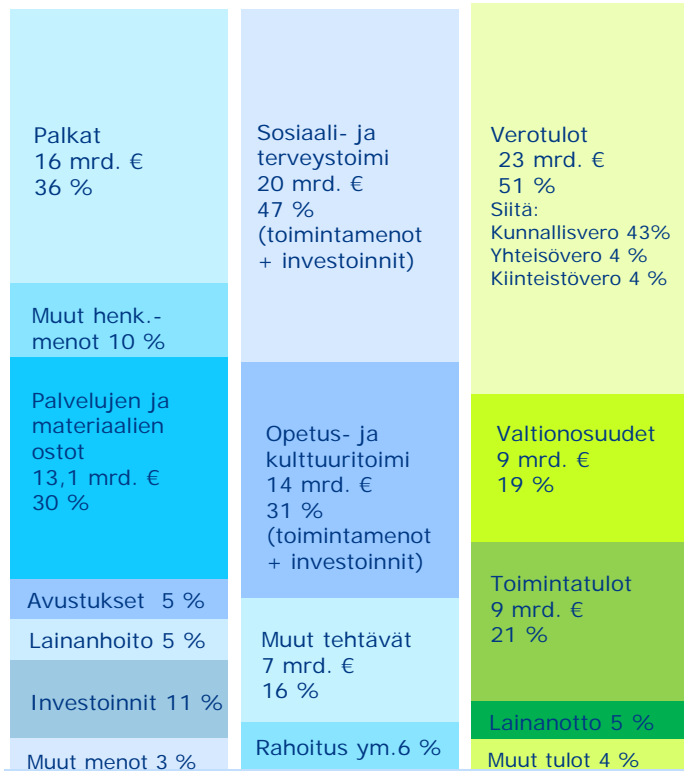 Palkat
16 mrd. €
36 %
Muut henk.-
menot 10 %
Palvelujen ja
materiaalien
ostot
13,1 mrd. €
30 %
Avustukset 5 %
Lainanhoito 5 %
Investoinnit 11 %
Muut menot 3 %
Sosiaali- ja
terveystoimi
20 mrd. €
47 %
(toimintamenot
+ investoinnit)
Opetus- ja
kulttuuritoimi
14 mrd. €
31 %
(toimintamenot
+ investoinnit)
Muut tehtävät
7 mrd. €
16 %
Rahoitus ym.6 %
Verotulot
23 mrd. €
51 %
Siitä:
Kunnallisvero 43%
Yhteisövero 4 %
Kiinteistövero 4 %
Valtionosuudet
9 mrd. €
19 %
Toimintatulot
9 mrd. €
21 %
Lainanotto 5 %
Muut tulot 4 %